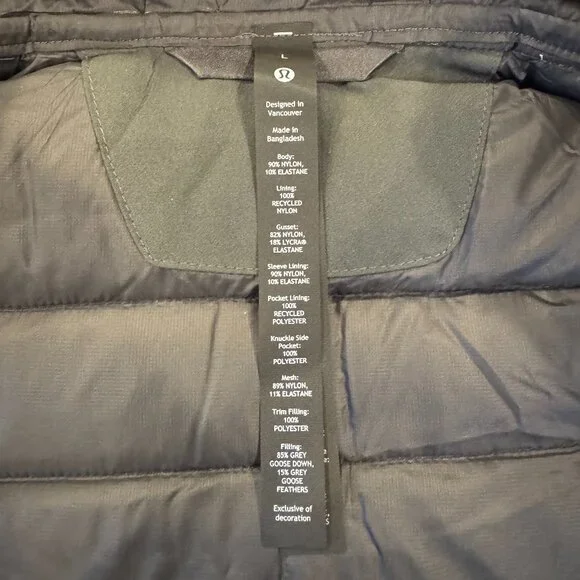 L
Designed in
Vancouver
Made in
Bangladesh
Body:
90% NYLON,
10% ELASTANE
Lining:
100%
RECYCLED
NYLON
Gusset:
82% NYLON,
18% LYCRA®
ELASTANE
Sleeve Lining:
90% NYLON,
10% ELASTANE
Pocket Lining:
100%
RECYCLED
POLYESTER
Knuckle Side
Pocket:
100%
POLYESTER
Mesh:
89% NYLON,
11% ELASTANE
Trim Filling:
100%
POLYESTER
Filling:
85% GREY
GOOSE DOWN,
15% GREY
GOOSE
FEATHERS
Exclusive of
decoration